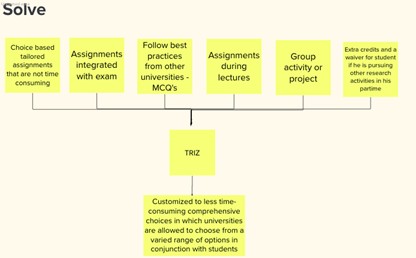 Solve
Choice based
tailored
assignments
that are not time
consuming
Assignments
integrated
with exam
Follow best
practices
from other
universities -
MCQ's
Assignments
during
lectures
Group
activity or
project
Extra credits and a
waiver for student
if he is pursuing
other research
activities in his
partime
TRIZ
Customized to less time-
consuming comprehensive
choices in which universities
are allowed to choose from a
varied range of options in
conjunction with students